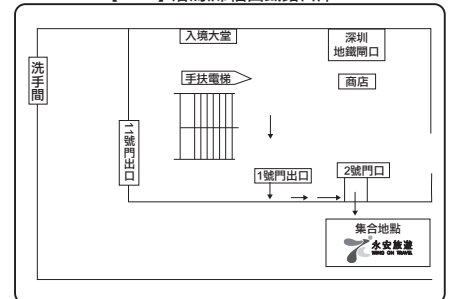 入境大堂
深圳
地鐵閘口
洗手間
手扶電梯
商店
11號門出口
1號門出口
2號門口
集合地點
永安旅遊
WING ON TRAVEL